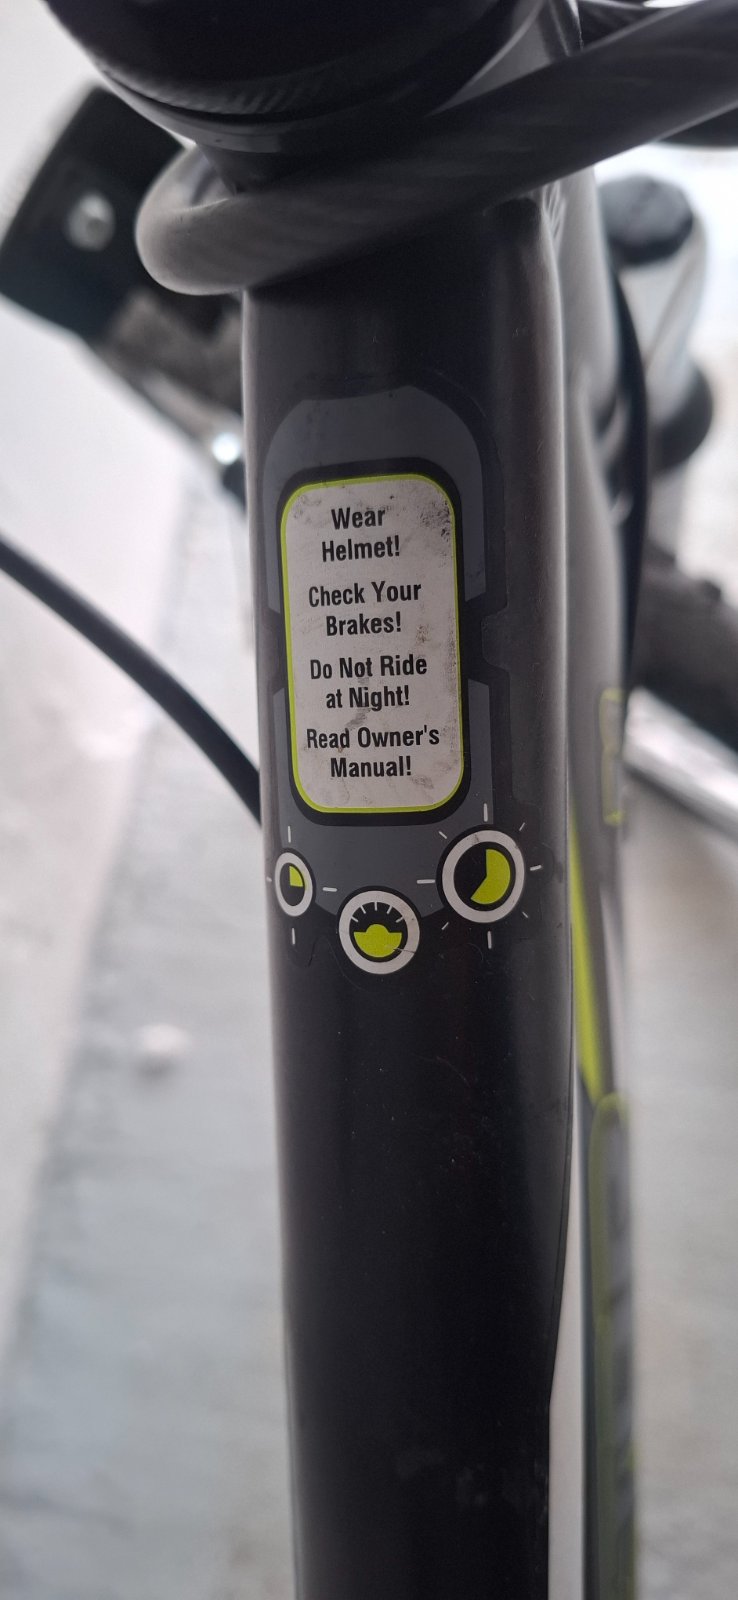 Wear
Helmet!
Check Your
Brakes!
Do Not Ride
at Night!
Read Owner's
Manual!